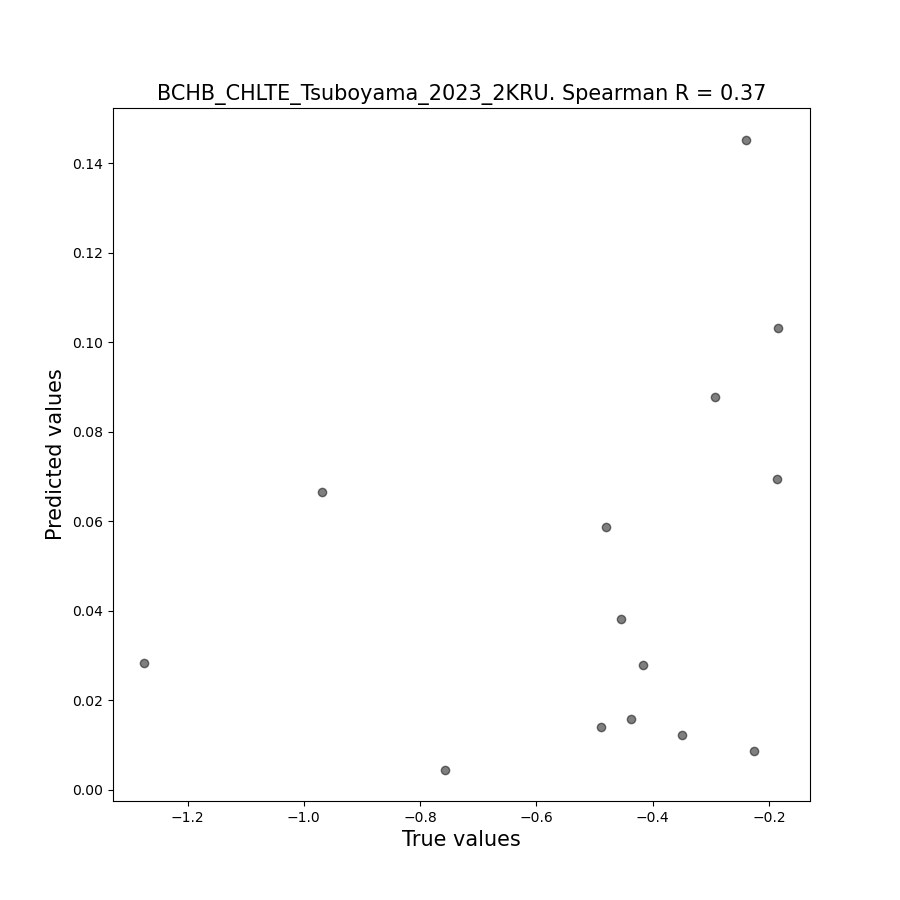 BCHB_CHLTE_Tsuboyama_2023_2KRU. Spearman R = 0.37
0.14
0.12
0.10
0.08
0.06
0.04
0.02
0.00
Predicted values
−1.2 −1.0 −0.8 −0.6 −0.4 −0.2
True values